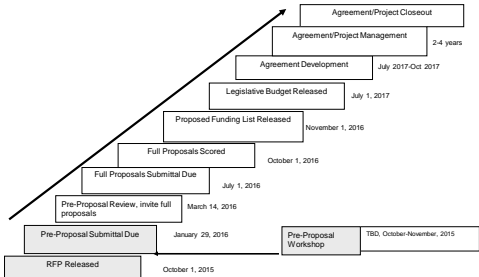 Agreement/Project Closeout
Agreement/Project Management
2-4 years
Agreement Development
July 2017-Oct 2017
Legislative Budget Released
July 1, 2017
Proposed Funding List Released
November 1, 2016
Full Proposals Scored
October 1, 2016
Full Proposals Submittal Due
July 1, 2016
Pre-Proposal Review, invite full
proposals
March 14, 2016
Pre-Proposal Submittal Due
January 29, 2016
Pre-Proposal
Workshop
TBD, October-November, 2015
RFP Released
October 1, 2015